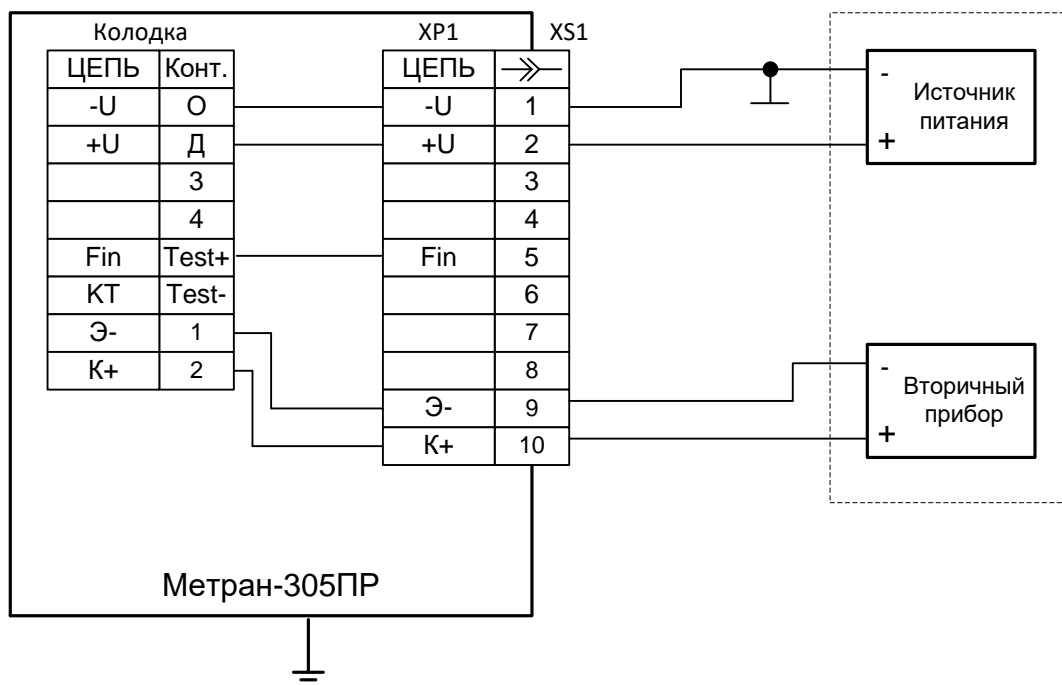 Колодка XP1 XS1
ЦЕПЬ Конт. ЦЕПЬ
-U О -U 1
+U Д +U 2
3 3
4 4
Fin Test+ Fin 5
КТ Test- 6
Э- 1 7
К+ 2 8
Э- 9
К+ 10
-
Источник
питания
+
-
Вторичный
прибор
+
Метран-305ПР